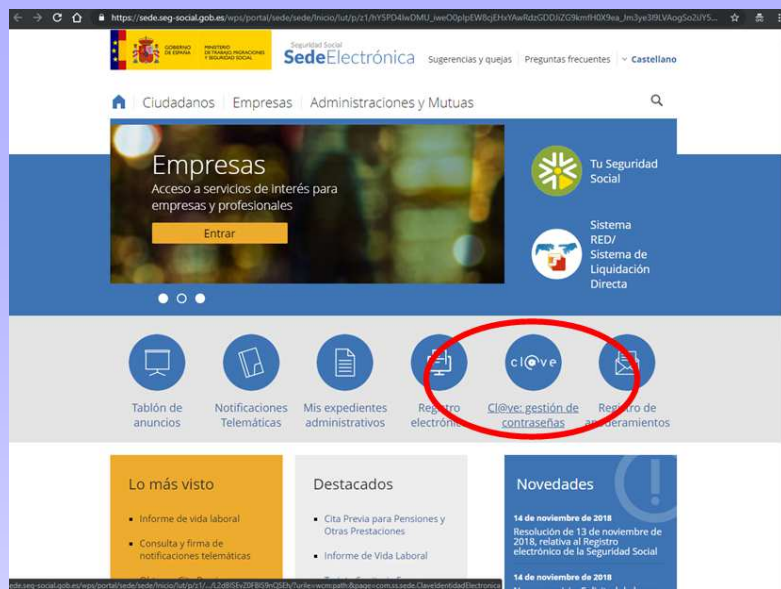 https://sede.seg-social.gob.es/wps/portal/sede/sede/Inicio/
GOBIERNO DE ESPAÑA
MINISTERIO DE TRABAJO, MIGRACIONES Y SEGURIDAD SOCIAL
Seguridad Social
SedeElectrónica
Sugerencias y quejas
Preguntas frecuentes
Castellano
Ciudadanos
Empresas
Administraciones y Mutuas
Empresas
Acceso a servicios de interés para
empresas y profesionales
Entrar
Tu Seguridad
Social
Sistema
RED/
Sistema de
Liquidación
Directa
cl@ve
Tablón de
anuncios
Notificaciones
Telemáticas
Mis expedientes
administrativos
Registro
electrónico
Cl@ve: gestión de
contraseñas
Registro de
apoderamientos
Lo más visto
Informe de vida laboral
Consulta y firma de
notificaciones telemáticas
Destacados
Cita Previa para Pensiones y
Otras Prestaciones
Informe de Vida Laboral
Novedades
14 de noviembre de 2018
Resolución de 13 de noviembre de
2018, relativa al Registro
electrónico de la Seguridad Social
14 de noviembre de 2018